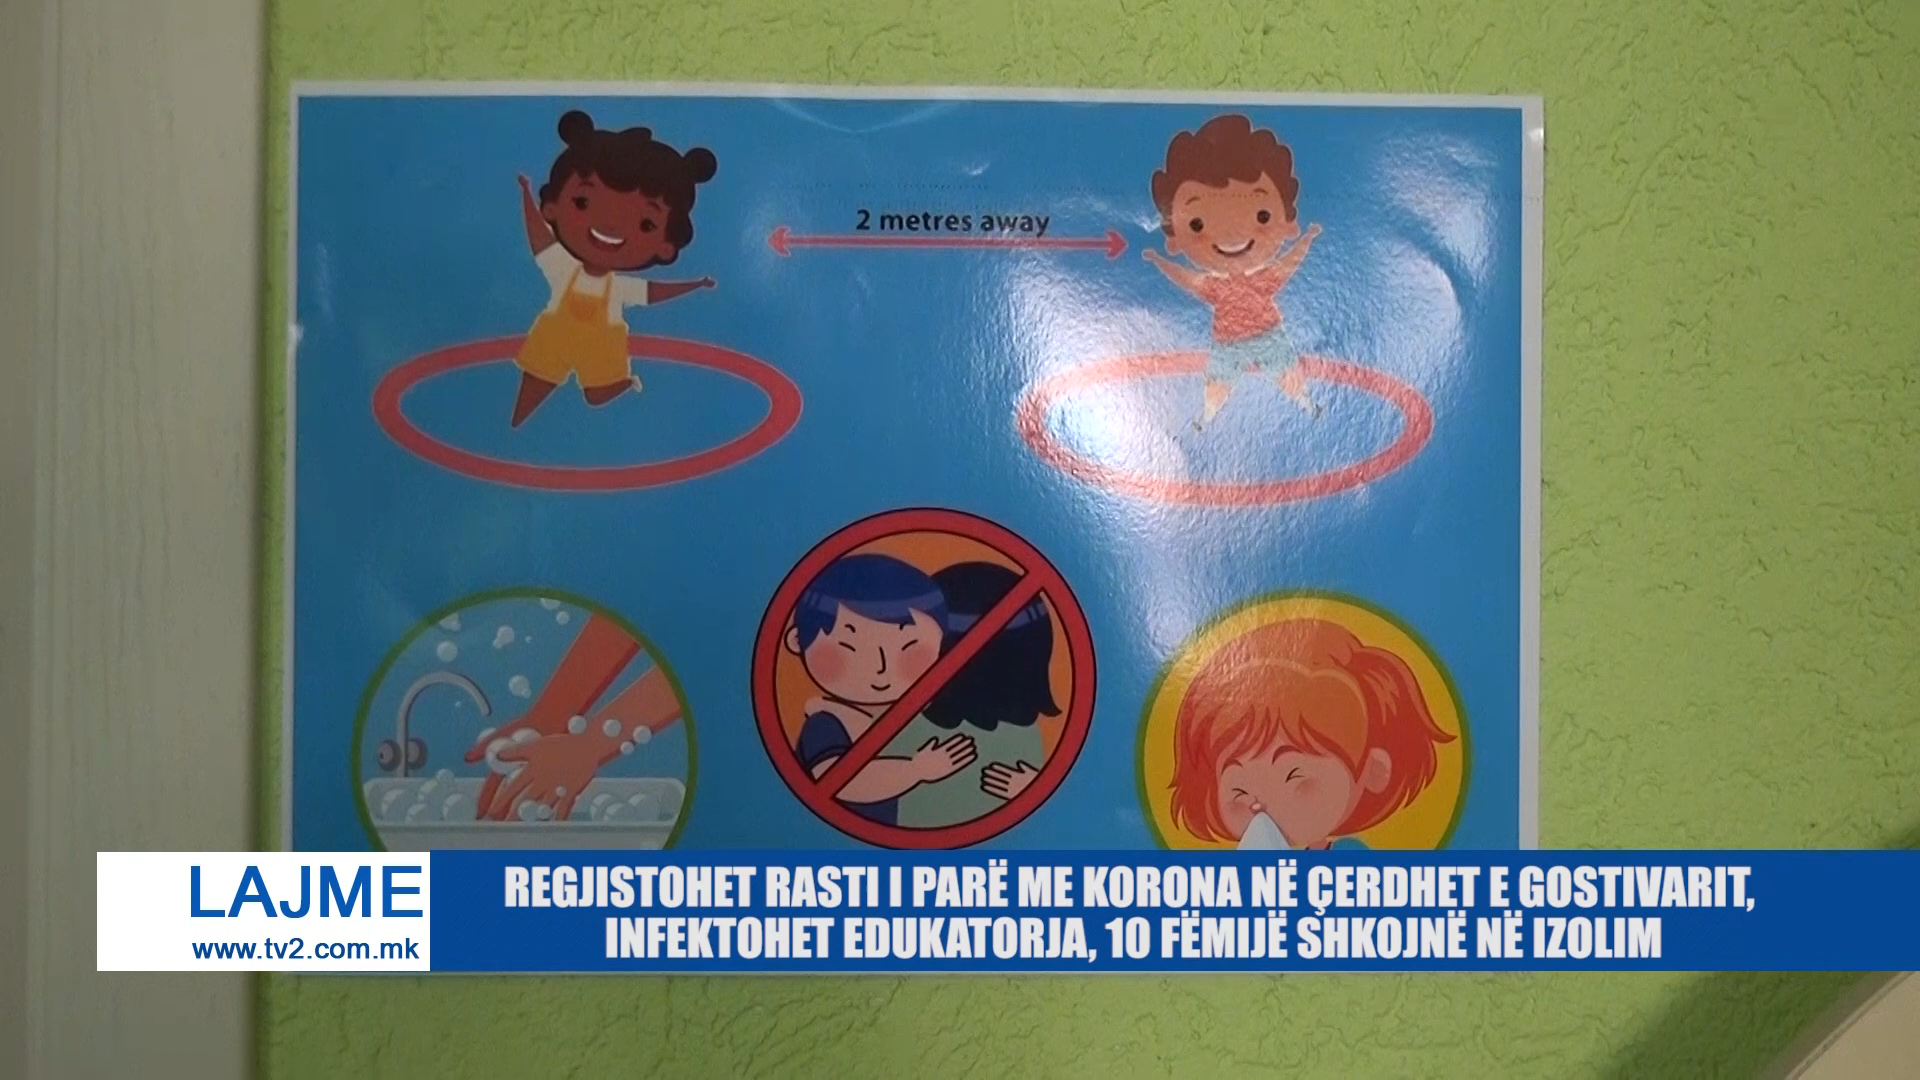 2 metres away
LAJME
www.tv2.com.mk
REGJISTOHET RASTI I PARË ME KORONA NË ÇERDHET E GOSTIVARIT,
INFEKTOHET EDUKATORJA, 10 FËMIJË SHKOJNË NË IZOLIM